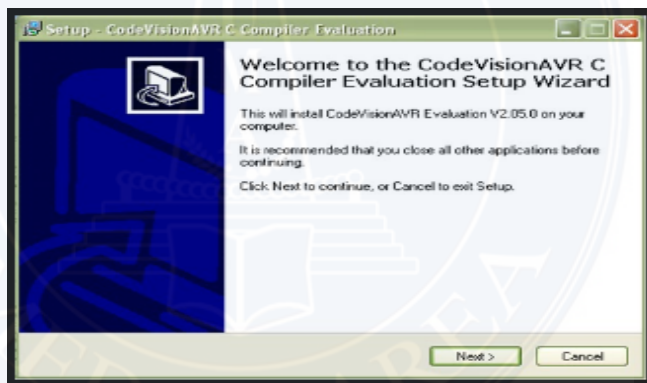 Setup - CodeVisionAVR C Compiler Evaluation
Welcome to the CodeVisionAVR C
Compiler Evaluation Setup Wizard
This will install CodeVisionAVR Evaluation V2.05.0 on your
computer.
It is recommended that you close all other applications before
continuing.
Click Next to continue, or Cancel to exit Setup.
Next >
Cancel